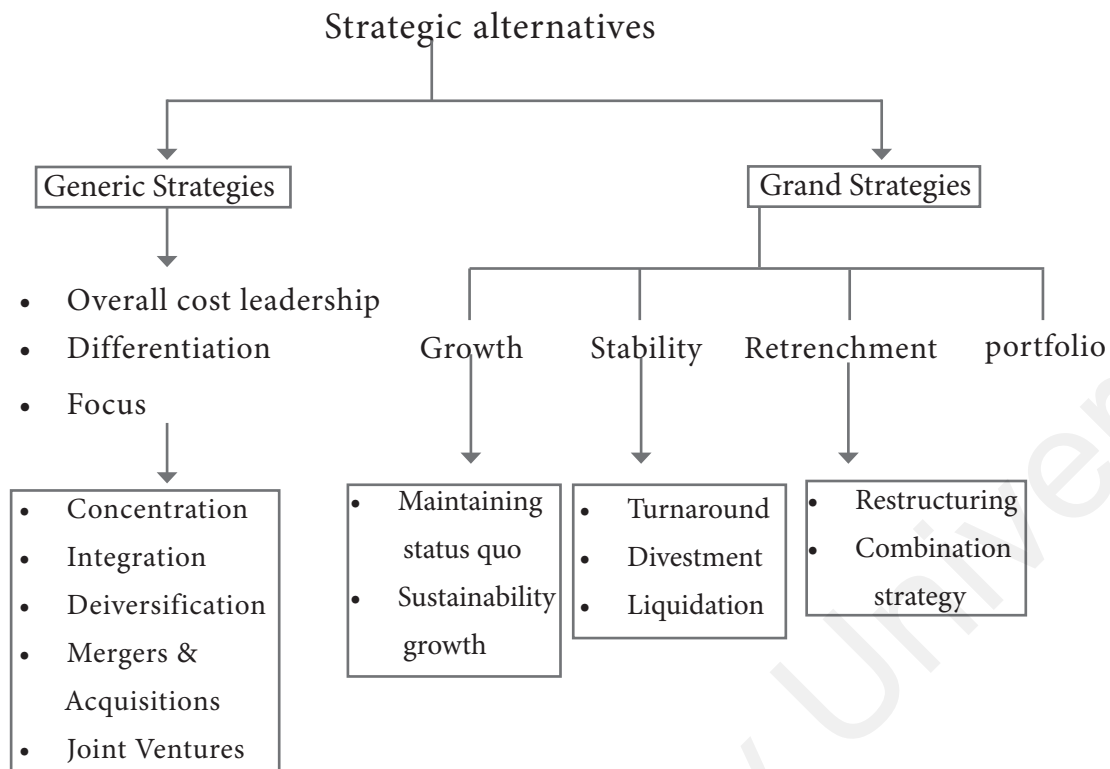 Strategic alternatives
Generic Strategies
Grand Strategies
• Overall cost leadership
• Differentiation
• Focus
Growth
Stability
Retrenchment
portfolio
• Concentration
• Integration
• Deiversification
• Mergers &
Acquisitions
• Joint Ventures
• Maintaining
status quo
• Sustainability
growth
• Turnaround
• Divestment
• Liquidation
• Restructuring
• Combination
strategy